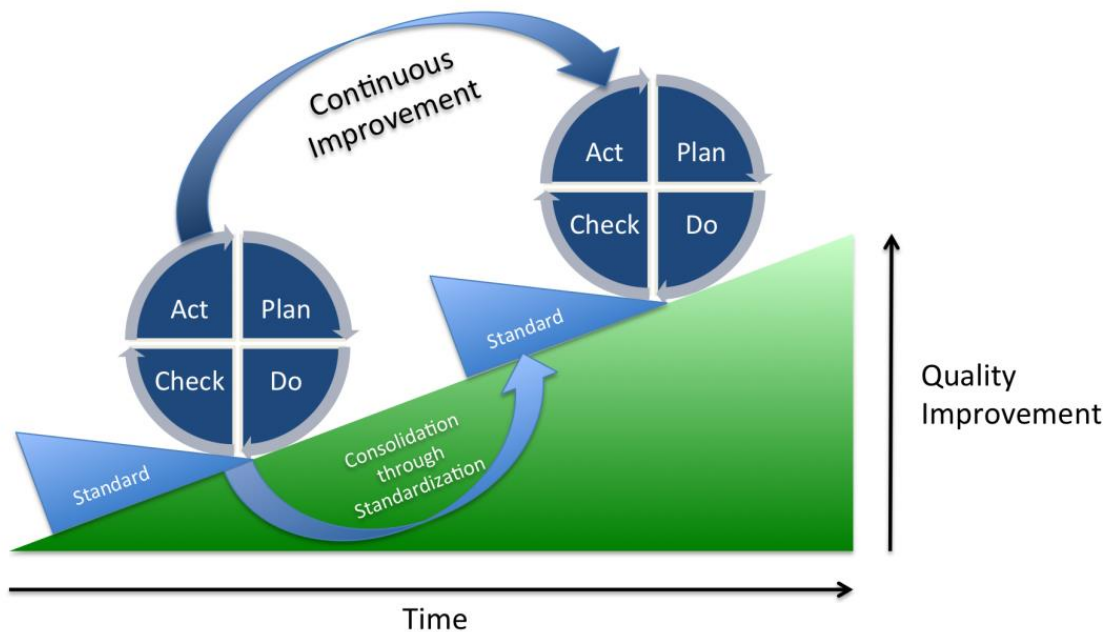 Continuous
Improvement
Act
Plan
Check
Do
Standard
Act
Plan
Check
Do
Standard
Consolidation
through
Standardization
Quality
Improvement
Time